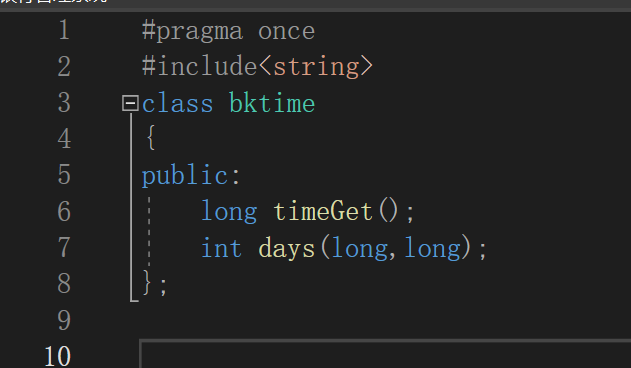 1 #pragma once
2 #include<string>
3 class bktime
4 {
5 public:
6 long timeGet();
7 int days(long,long);
8 };
9
10